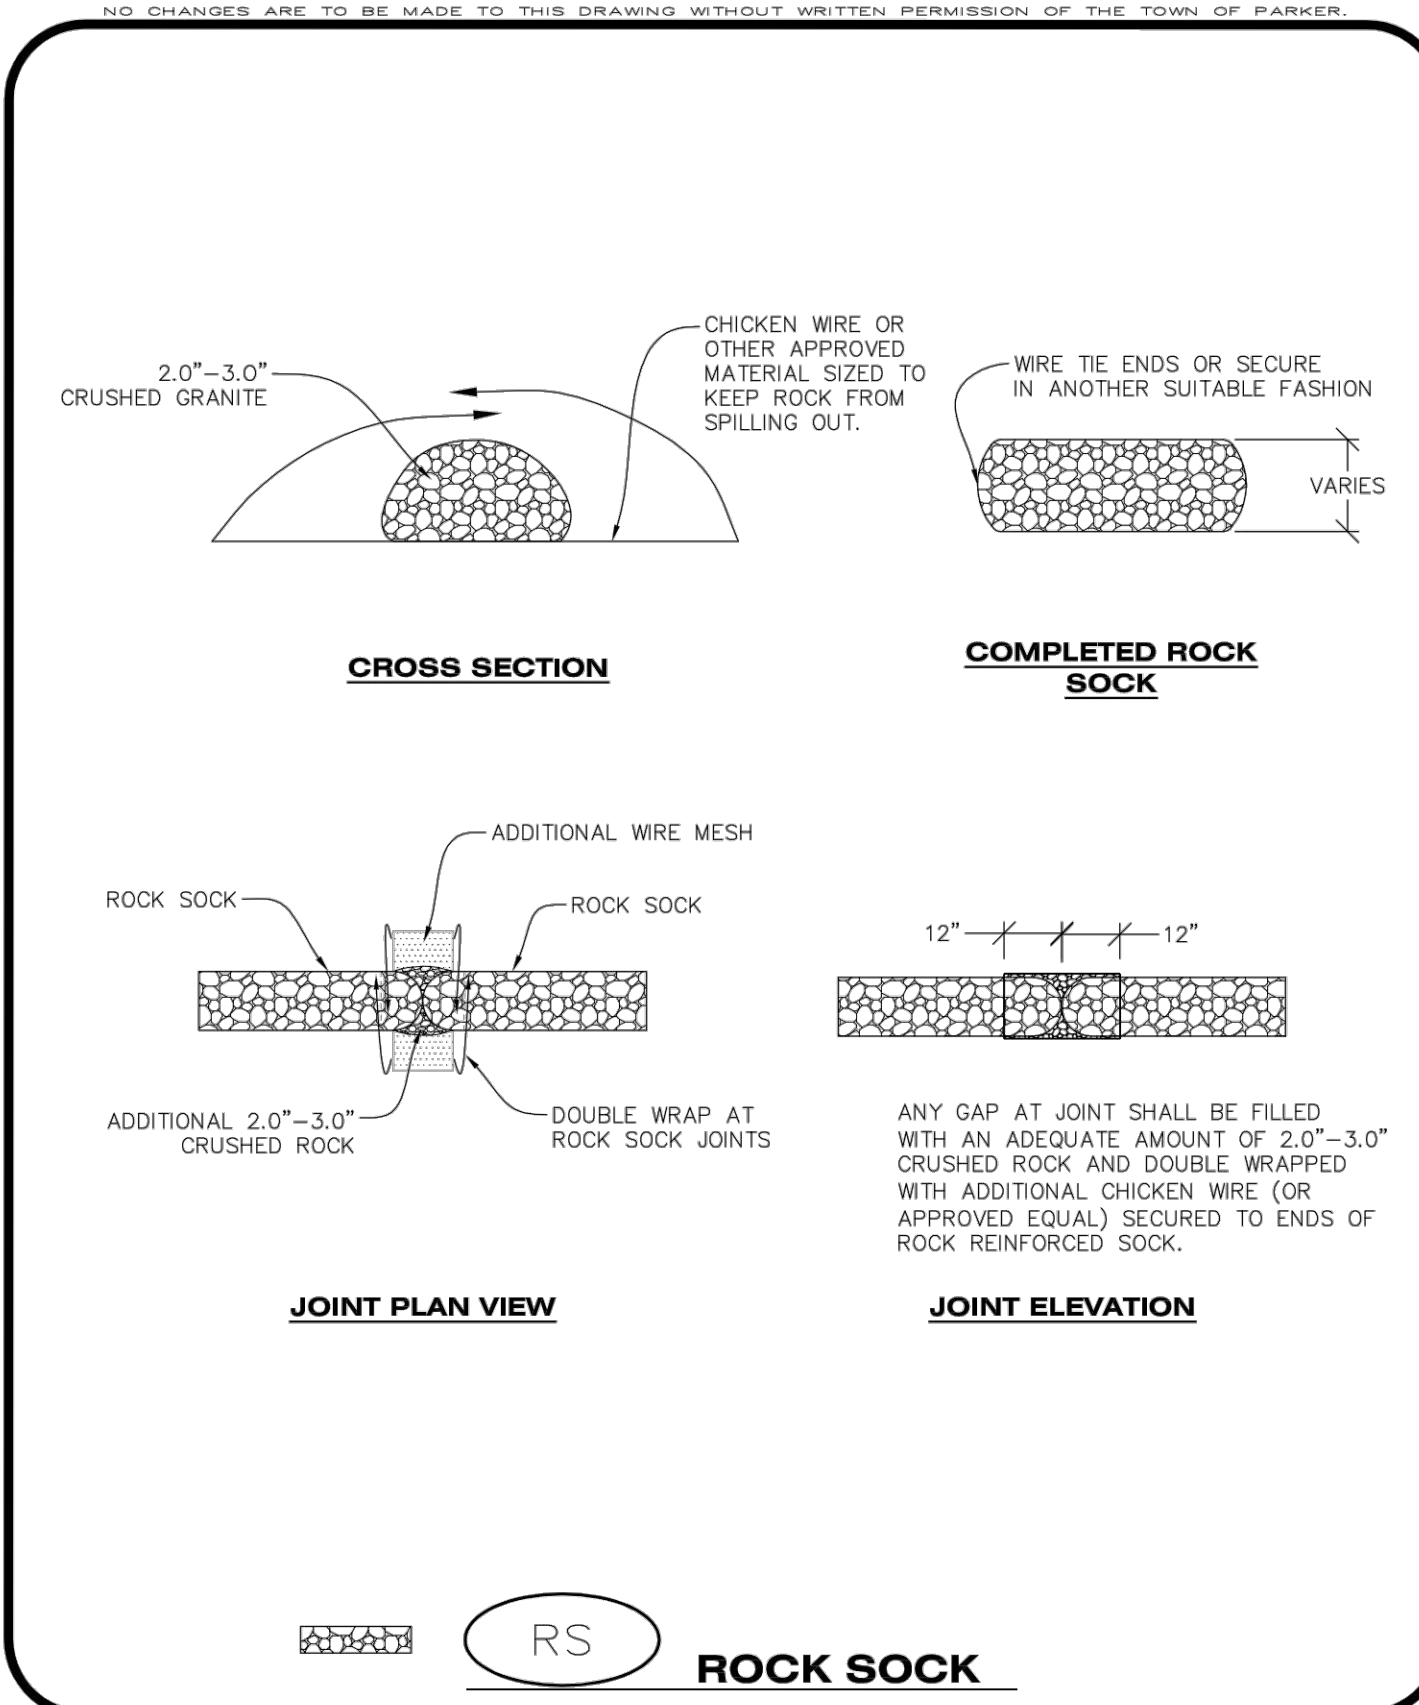 NO CHANGES ARE TO BE MADE TO THIS DRAWING WITHOUT WRITTEN PERMISSION OF THE TOWN OF PARKER.
2.0"-3.0"
CRUSHED GRANITE
CHICKEN WIRE OR
OTHER APPROVED
MATERIAL SIZED TO
KEEP ROCK FROM
SPILLING OUT.
WIRE TIE ENDS OR SECURE
IN ANOTHER SUITABLE FASHION
VARIES
CROSS SECTION
COMPLETED ROCK
SOCK
ADDITIONAL WIRE MESH
ROCK SOCK
ROCK SOCK
ADDITIONAL 2.0"-3.0"
CRUSHED ROCK
DOUBLE WRAP AT
ROCK SOCK JOINTS
12"
12"
ANY GAP AT JOINT SHALL BE FILLED
WITH AN ADEQUATE AMOUNT OF 2.0"-3.0"
CRUSHED ROCK AND DOUBLE WRAPPED
WITH ADDITIONAL CHICKEN WIRE (OR
APPROVED EQUAL) SECURED TO ENDS OF
ROCK REINFORCED SOCK.
JOINT PLAN VIEW
JOINT ELEVATION
RS
ROCK SOCK